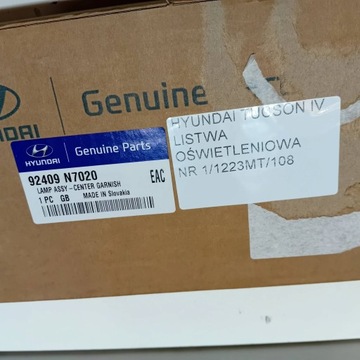 Genuine
HYUNDAI
HYUNDAI
Genuine Parts
92409 N7020
EAC
LAMP ASSY - CENTER GARNISH
1 PC GB MADE IN Slovakia
HYUNDAI TUCSON IV
LISTWA
OŚWIETLENIOWA
NR 1/1223MT/108